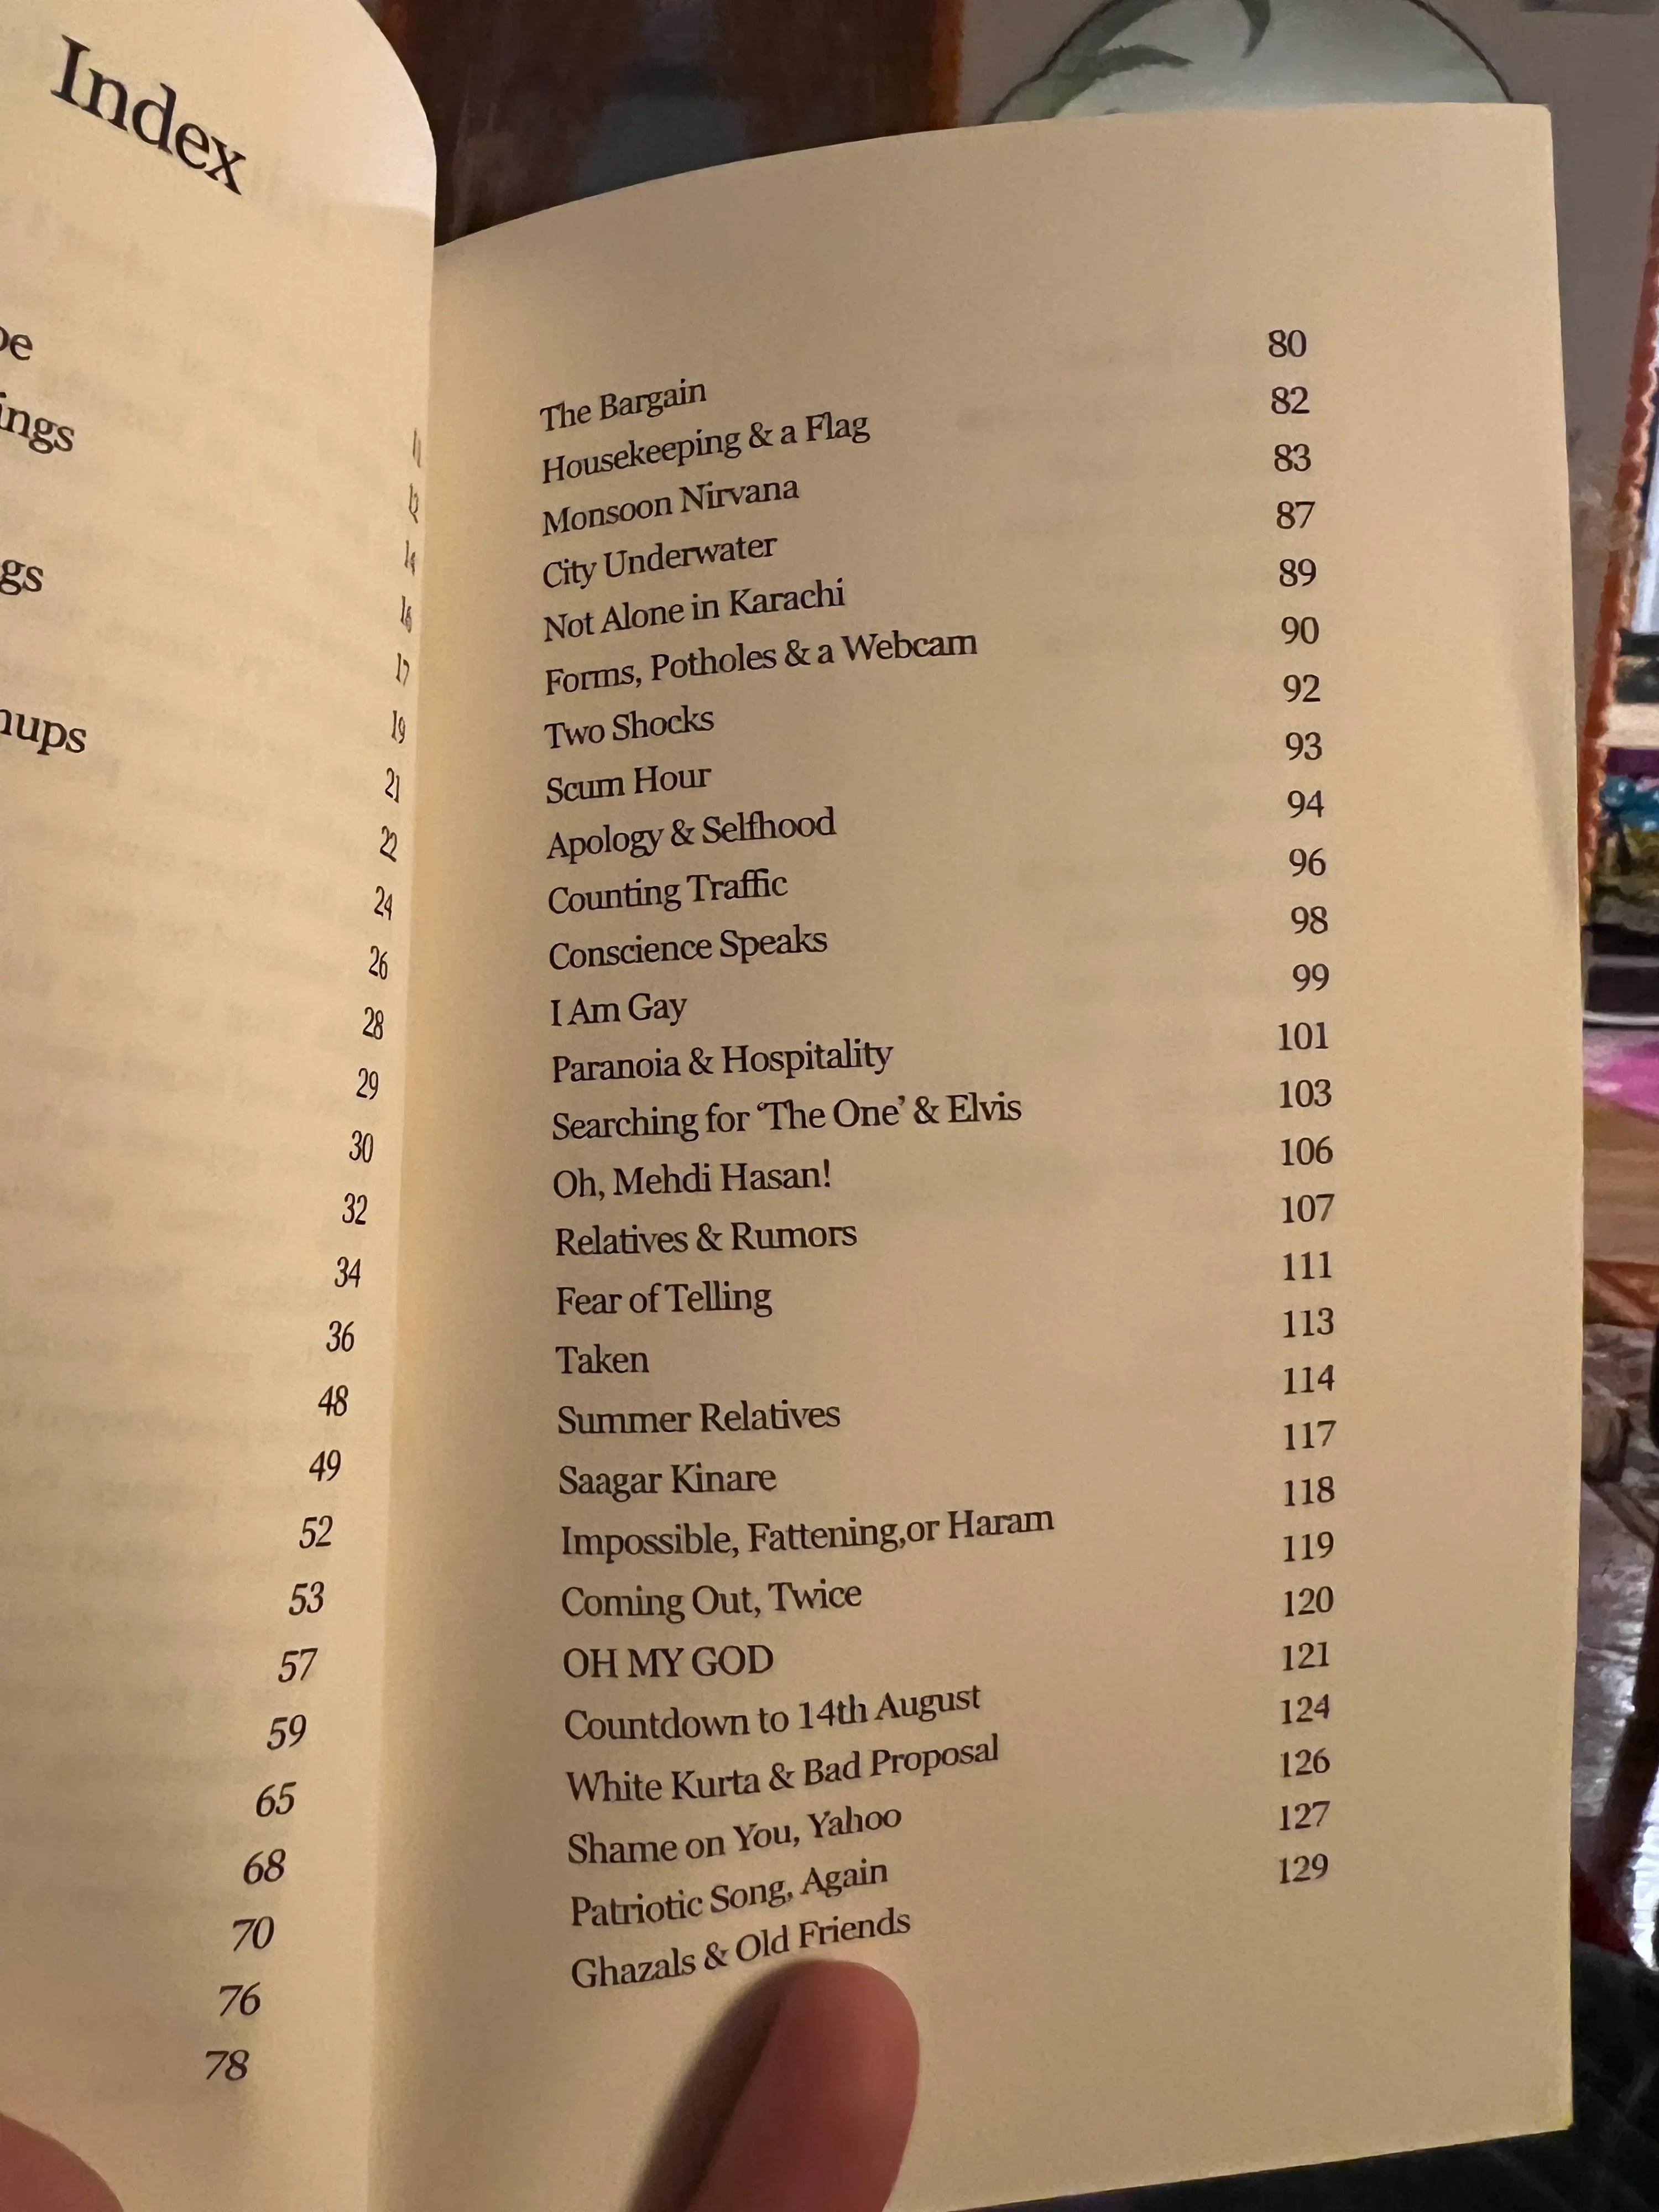 Index
ings
gs
11
12
14
16
17
19
21
22
24
26
28
29
30
32
34
36
48
49
52
53
57
59
65
68
70
76
78
The Bargain 80
Housekeeping & a Flag 82
Monsoon Nirvana 83
City Underwater 87
Not Alone in Karachi 89
Forms, Potholes & a Webcam 90
Two Shocks 92
Scum Hour 93
Apology & Selfhood 94
Counting Traffic 96
Conscience Speaks 98
I Am Gay 99
Paranoia & Hospitality 101
Searching for ‘The One’ & Elvis 103
Oh, Mehdi Hasan! 106
Relatives & Rumors 107
Fear of Telling 111
Taken 113
Summer Relatives 114
Saagar Kinare 117
Impossible, Fattening,or Haram 118
Coming Out, Twice 119
OH MY GOD 120
Countdown to 14th August 121
White Kurta & Bad Proposal 124
Shame on You, Yahoo 126
Patriotic Song, Again 127
Ghazals & Old Friends 129